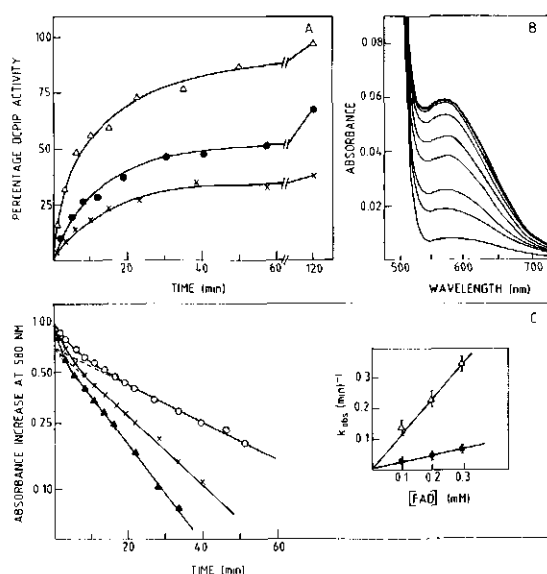 A
PERCENTAGE DCPIP ACTIVITY
100
75
50
25
0
20
40
60
120
TIME (min)
B
ABSORBANCE
0.08
0.06
0.04
0.02
500
600
700
WAVELENGTH (nm)
C
ABSORBANCE INCREASE AT 580 NM
1.00
0.50
0.25
0.10
0
20
40
60
TIME (min)
k obs (min)⁻¹
0.3
0.2
0.1
0.1
0.2
0.3
[FAD] (mM)